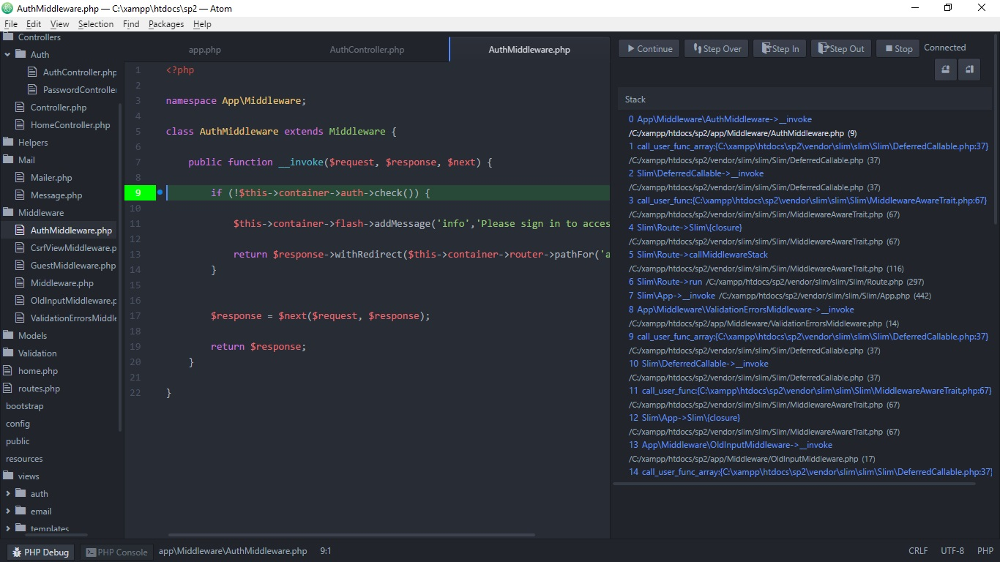 AuthMiddleware.php — C:\xampp\htdocs\sp2 — Atom
File Edit View Selection Find Packages Help
Controllers
Auth
AuthController.php
PasswordController
Controller.php
HomeController.php
Helpers
Mail
Mailer.php
Message.php
Middleware
AuthMiddleware.php
CsrfViewMiddleware.p
GuestMiddleware.php
Middleware.php
OldInputMiddleware.p
ValidationErrorsMiddle
Models
Validation
home.php
routes.php
bootstrap
config
public
resources
views
auth
email
templates
app.php AuthController.php AuthMiddleware.php
1 <?php
2
3 namespace App\Middleware;
4
5 class AuthMiddleware extends Middleware {
6
7 public function __invoke($request, $response, $next) {
8
9 if (!$this->container->auth->check()) {
10
11 $this->container->flash->addMessage('info','Please sign in to acces
12
13 return $response->withRedirect($this->container->router->pathFor('a
14 }
15
16
17 $response = $next($request, $response);
18
19 return $response;
20 }
21
22 }
Continue Step Over Step In Step Out Stop Connected
Stack
0 App\Middleware\AuthMiddleware->__invoke
/C:/xampp/htdocs/sp2/app/Middleware/AuthMiddleware.php (9)
1 call_user_func_array:{C:\xampp\htdocs\sp2\vendor\slim\slim\Slim\DeferredCallable.php:37}
/C:/xampp/htdocs/sp2/vendor/slim/slim/Slim/DeferredCallable.php (37)
2 Slim\DeferredCallable->__invoke
/C:/xampp/htdocs/sp2/vendor/slim/slim/Slim/DeferredCallable.php (37)
3 call_user_func:{C:\xampp\htdocs\sp2\vendor\slim\slim\Slim\MiddlewareAwareTrait.php:67}
/C:/xampp/htdocs/sp2/vendor/slim/slim/Slim/MiddlewareAwareTrait.php (67)
4 Slim\Route->Slim\{closure}
/C:/xampp/htdocs/sp2/vendor/slim/slim/Slim/MiddlewareAwareTrait.php (67)
5 Slim\Route->callMiddlewareStack
/C:/xampp/htdocs/sp2/vendor/slim/slim/Slim/MiddlewareAwareTrait.php (116)
6 Slim\Route->run /C:/xampp/htdocs/sp2/vendor/slim/slim/Slim/Route.php (297)
7 Slim\App->__invoke /C:/xampp/htdocs/sp2/vendor/slim/slim/Slim/App.php (442)
8 App\Middleware\ValidationErrorsMiddleware->__invoke
/C:/xampp/htdocs/sp2/app/Middleware/ValidationErrorsMiddleware.php (14)
9 call_user_func_array:{C:\xampp\htdocs\sp2\vendor\slim\slim\Slim\DeferredCallable.php:37}
/C:/xampp/htdocs/sp2/vendor/slim/slim/Slim/DeferredCallable.php (37)
10 Slim\DeferredCallable->__invoke
/C:/xampp/htdocs/sp2/vendor/slim/slim/Slim/DeferredCallable.php (37)
11 call_user_func:{C:\xampp\htdocs\sp2\vendor\slim\slim\Slim\MiddlewareAwareTrait.php:67}
/C:/xampp/htdocs/sp2/vendor/slim/slim/Slim/MiddlewareAwareTrait.php (67)
12 Slim\App->Slim\{closure}
/C:/xampp/htdocs/sp2/vendor/slim/slim/Slim/MiddlewareAwareTrait.php (67)
13 App\Middleware\OldInputMiddleware->__invoke
/C:/xampp/htdocs/sp2/app/Middleware/OldInputMiddleware.php (17)
14 call_user_func_array:{C:\xampp\htdocs\sp2\vendor\slim\slim\Slim\DeferredCallable.php:37}
PHP Debug PHP Console app\Middleware\AuthMiddleware.php 9:1 CRLF UTF-8 PHP